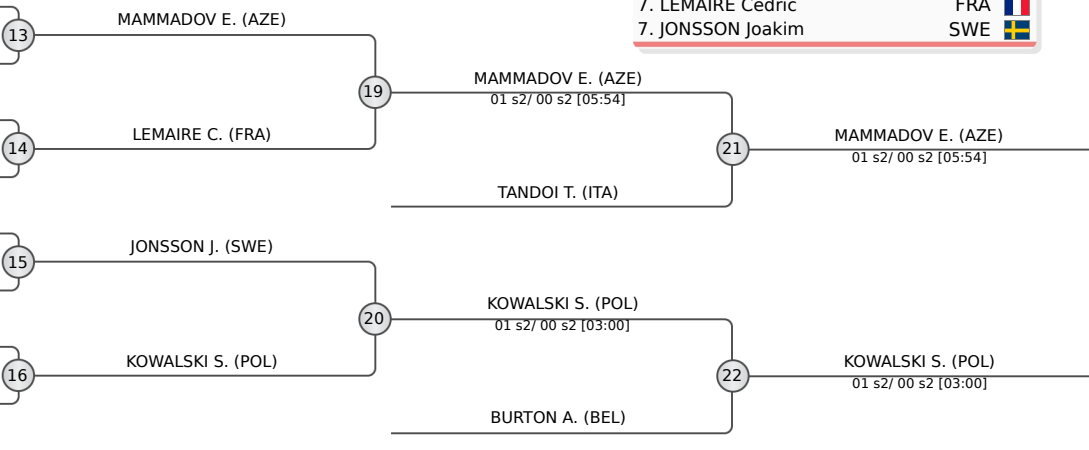 7. LEMAIRE Cedric FRA
7. JONSSON Joakim SWE
MAMMADOV E. (AZE)
13
19
MAMMADOV E. (AZE)
01 s2/ 00 s2 [05:54]
LEMAIRE C. (FRA)
14
21
MAMMADOV E. (AZE)
01 s2/ 00 s2 [05:54]
TANDOI T. (ITA)
JONSSON J. (SWE)
15
20
KOWALSKI S. (POL)
01 s2/ 00 s2 [03:00]
KOWALSKI S. (POL)
16
22
KOWALSKI S. (POL)
01 s2/ 00 s2 [03:00]
BURTON A. (BEL)